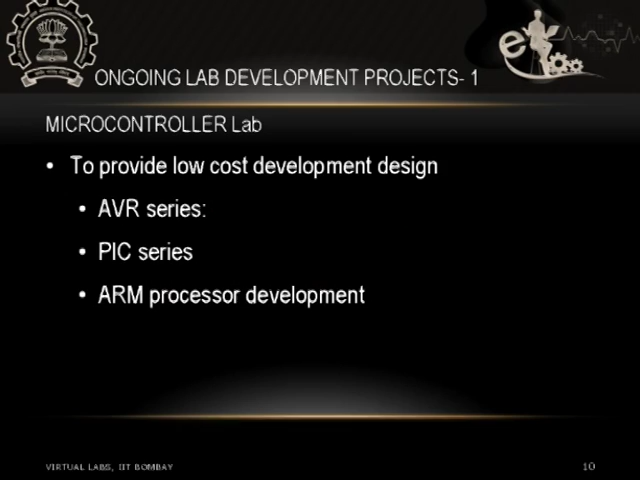 ONGOING LAB DEVELOPMENT PROJECTS- 1
MICROCONTROLLER Lab
• To provide low cost development design
• AVR series:
• PIC series
• ARM processor development
VIRTUAL LABS, IIT BOMBAY
10